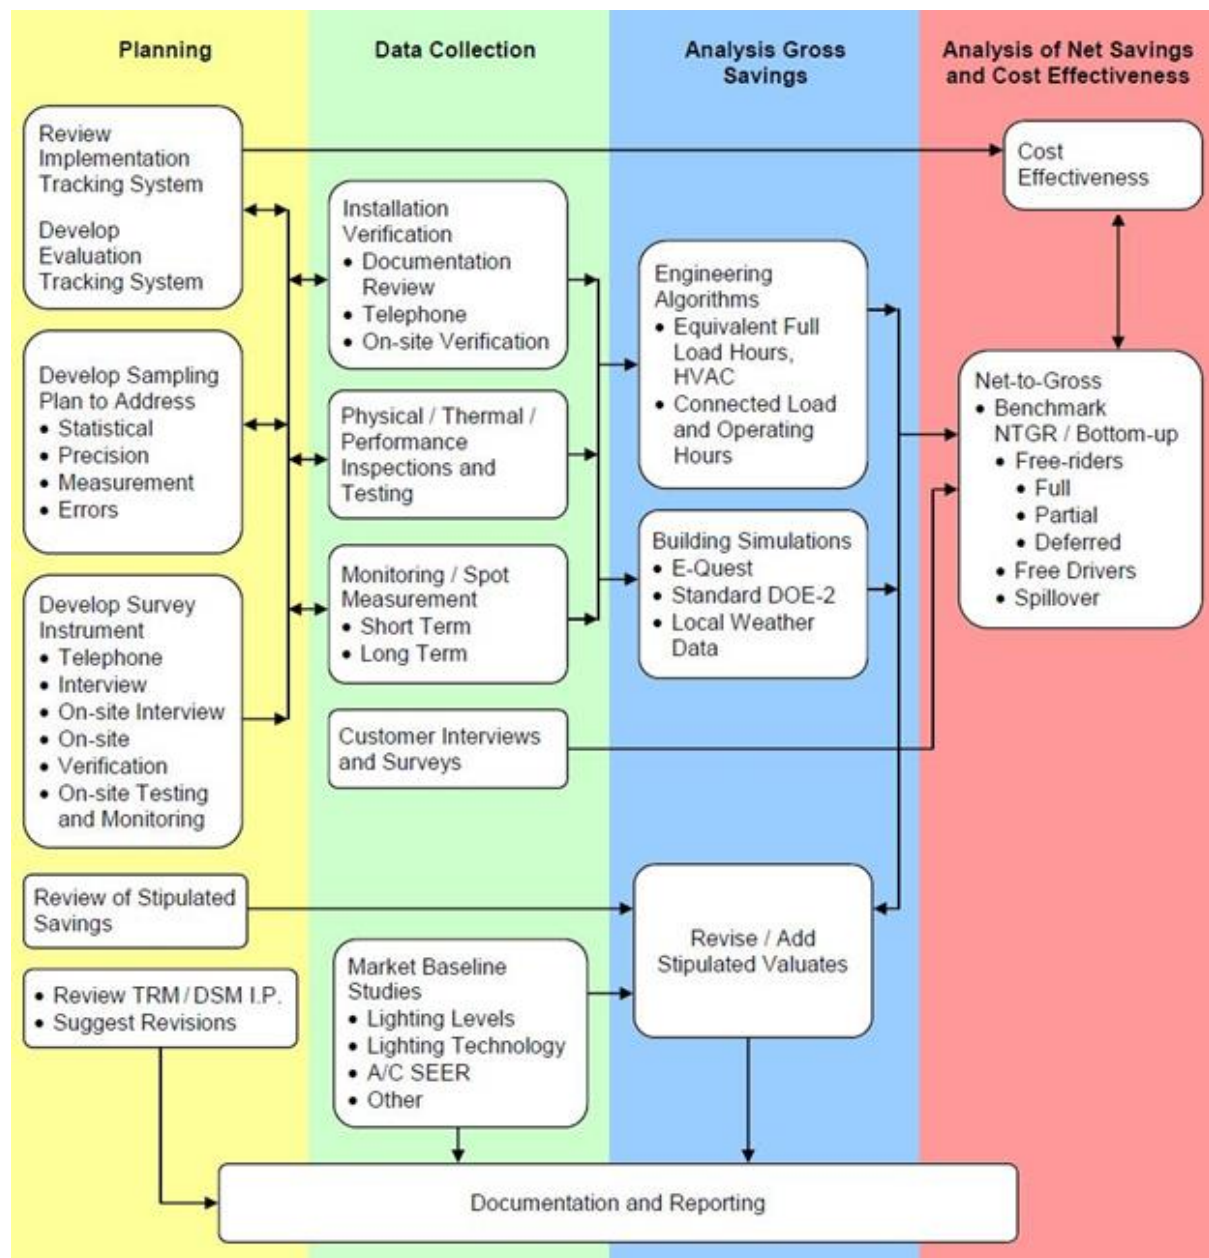 Planning
Data Collection
Analysis Gross
Savings
Analysis of Net Savings
and Cost Effectiveness
Review
Implementation
Tracking System
Develop
Evaluation
Tracking System
Develop Sampling
Plan to Address
• Statistical
• Precision
• Measurement
• Errors
Develop Survey
Instrument
• Telephone
• Interview
• On-site Interview
• On-site
• Verification
• On-site Testing
and Monitoring
Review of Stipulated
Savings
• Review TRM / DSM I.P.
• Suggest Revisions
Installation
Verification
• Documentation
Review
• Telephone
• On-site Verification
Physical / Thermal /
Performance
Inspections and
Testing
Monitoring / Spot
Measurement
• Short Term
• Long Term
Customer Interviews
and Surveys
Market Baseline
Studies
• Lighting Levels
• Lighting Technology
• A/C SEER
• Other
Engineering
Algorithms
• Equivalent Full
Load Hours,
HVAC
• Connected Load
and Operating
Hours
Building Simulations
• E-Quest
• Standard DOE-2
• Local Weather
Data
Revise / Add
Stipulated Valuates
Cost
Effectiveness
Net-to-Gross
• Benchmark
NTGR / Bottom-up
• Free-riders
• Full
• Partial
• Deferred
• Free Drivers
• Spillover
Documentation and Reporting